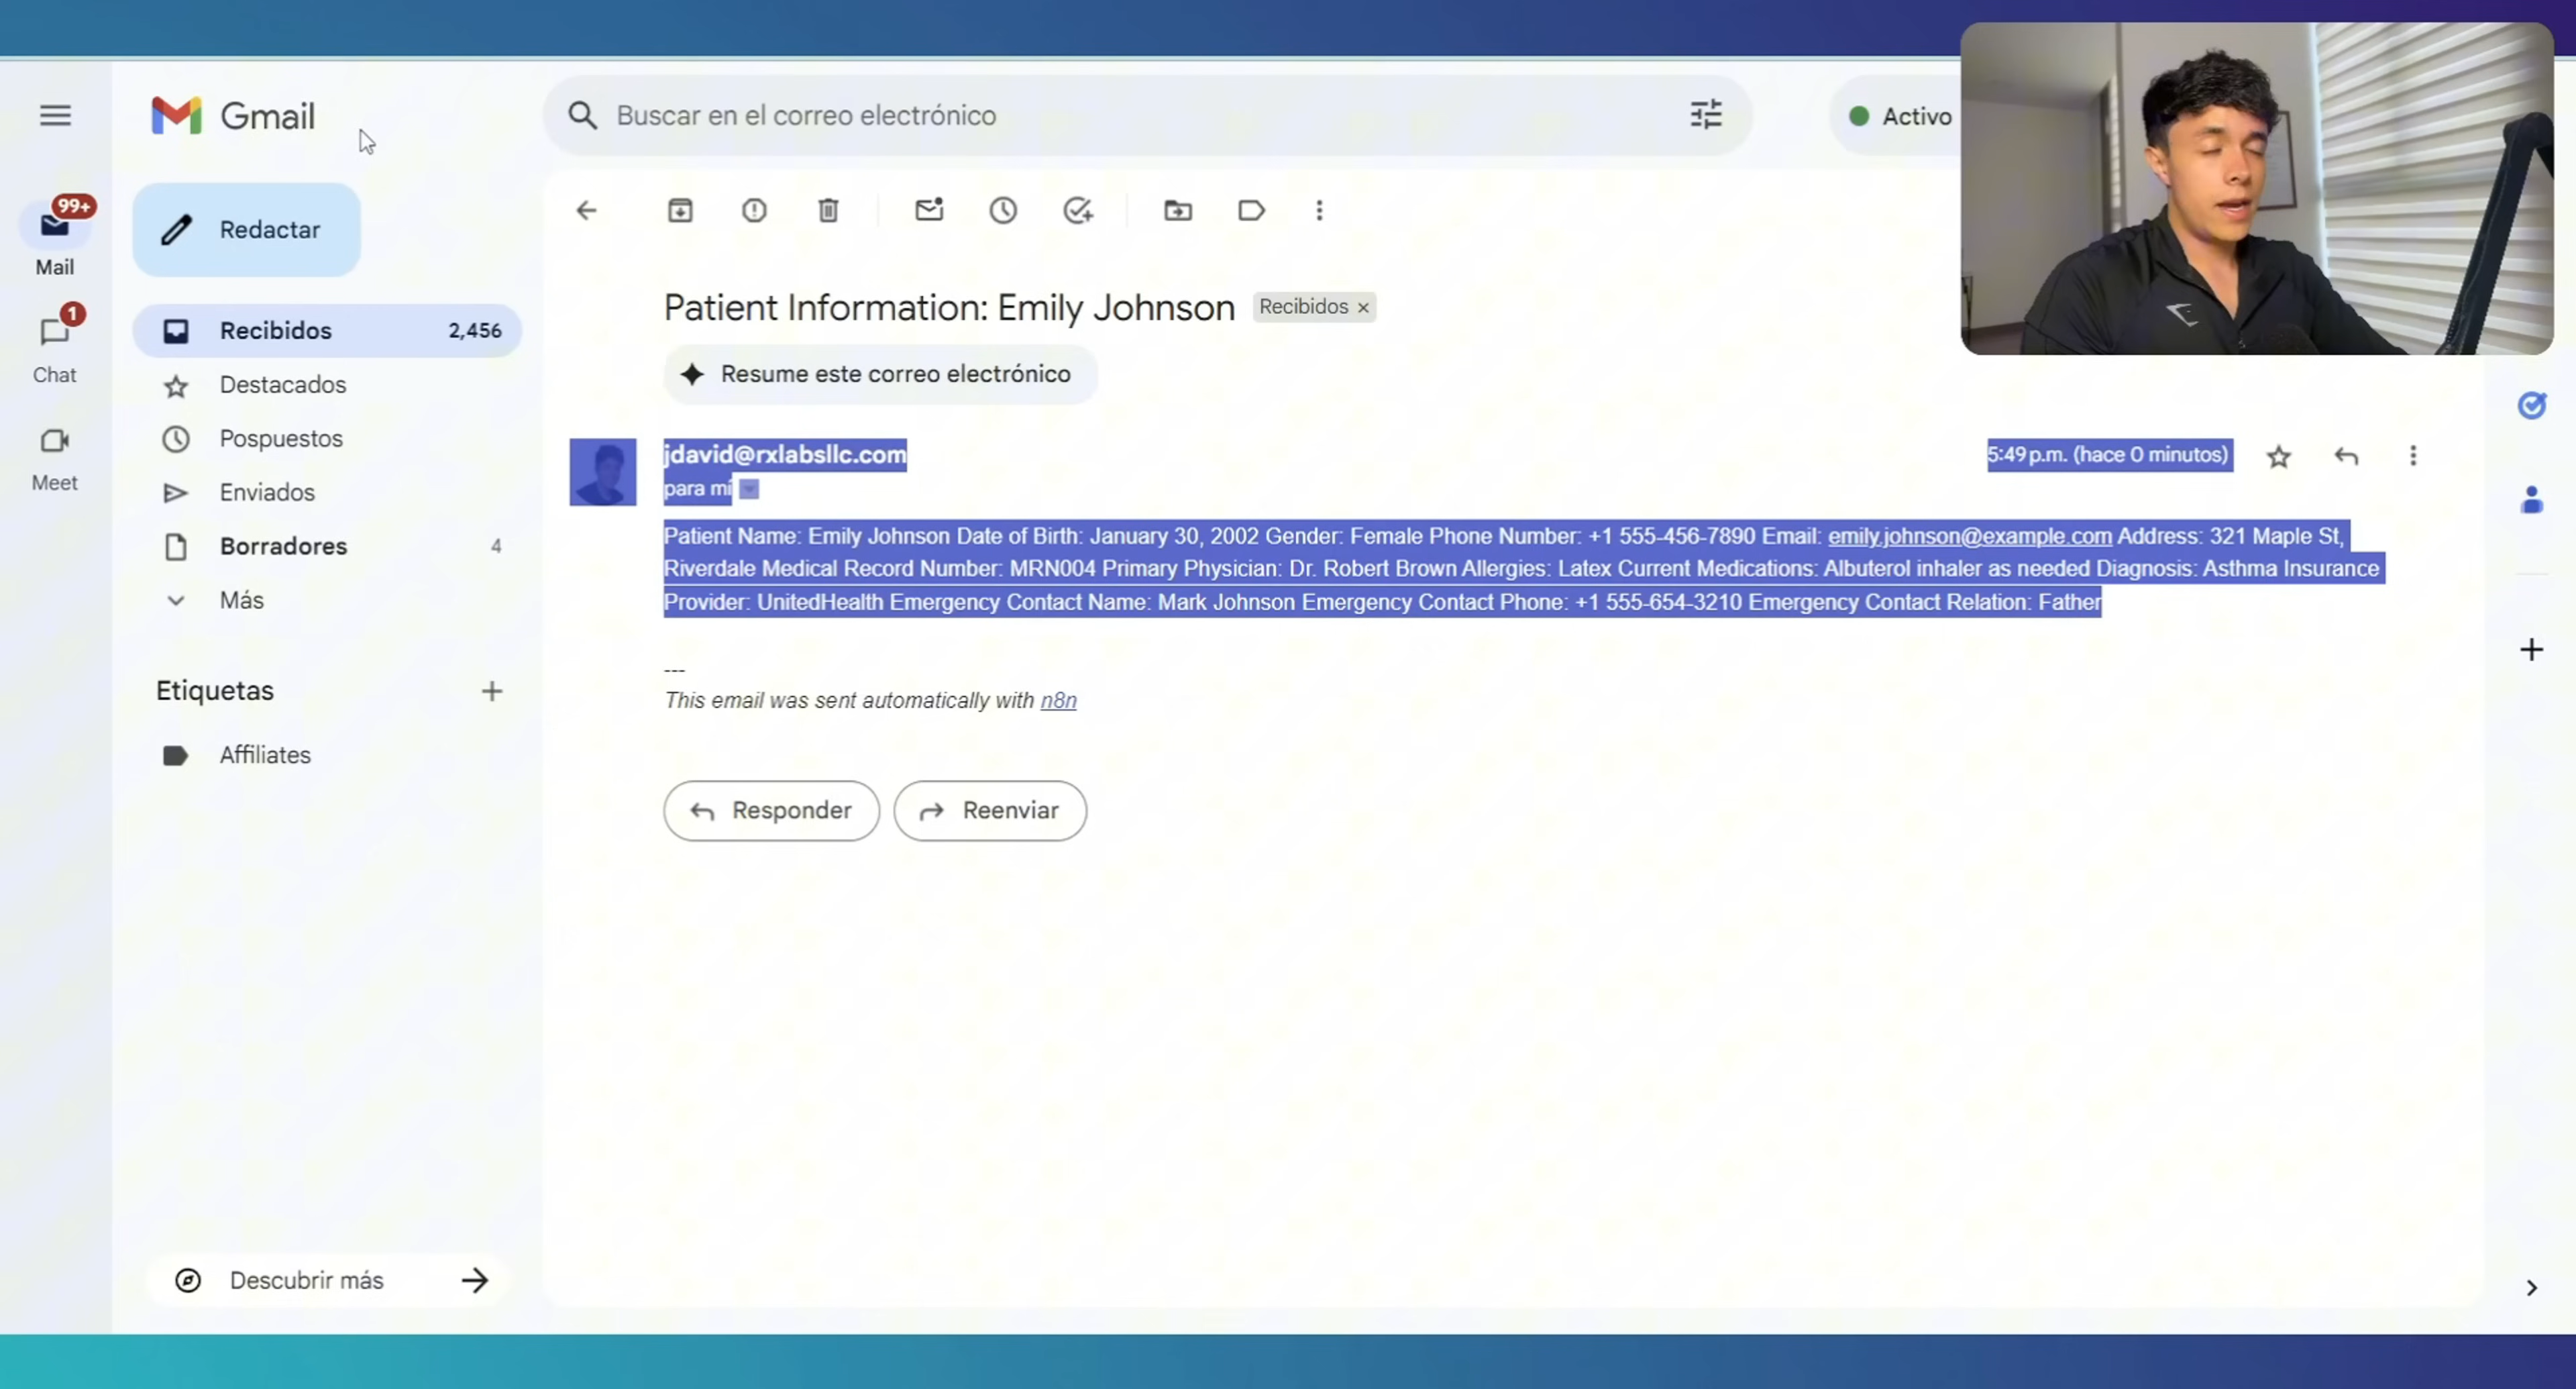 Gmail
Buscar en el correo electrónico
Activo
99+
Mail
1
Chat
Meet
Redactar
Recibidos 2,456
Destacados
Pospuestos
Enviados
Borradores 4
Más
Etiquetas
Affiliates
Descubrir más
Patient Information: Emily Johnson Recibidos ×
Resume este correo electrónico
jdavid@rxlabsllc.com 5:49 p.m. (hace 0 minutos)
para mí
Patient Name: Emily Johnson Date of Birth: January 30, 2002 Gender: Female Phone Number: +1 555-456-7890 Email: emily.johnson@example.com Address: 321 Maple St,
Riverdale Medical Record Number: MRN004 Primary Physician: Dr. Robert Brown Allergies: Latex Current Medications: Albuterol inhaler as needed Diagnosis: Asthma Insurance
Provider: UnitedHealth Emergency Contact Name: Mark Johnson Emergency Contact Phone: +1 555-654-3210 Emergency Contact Relation: Father
---
This email was sent automatically with n8n
Responder Reenviar